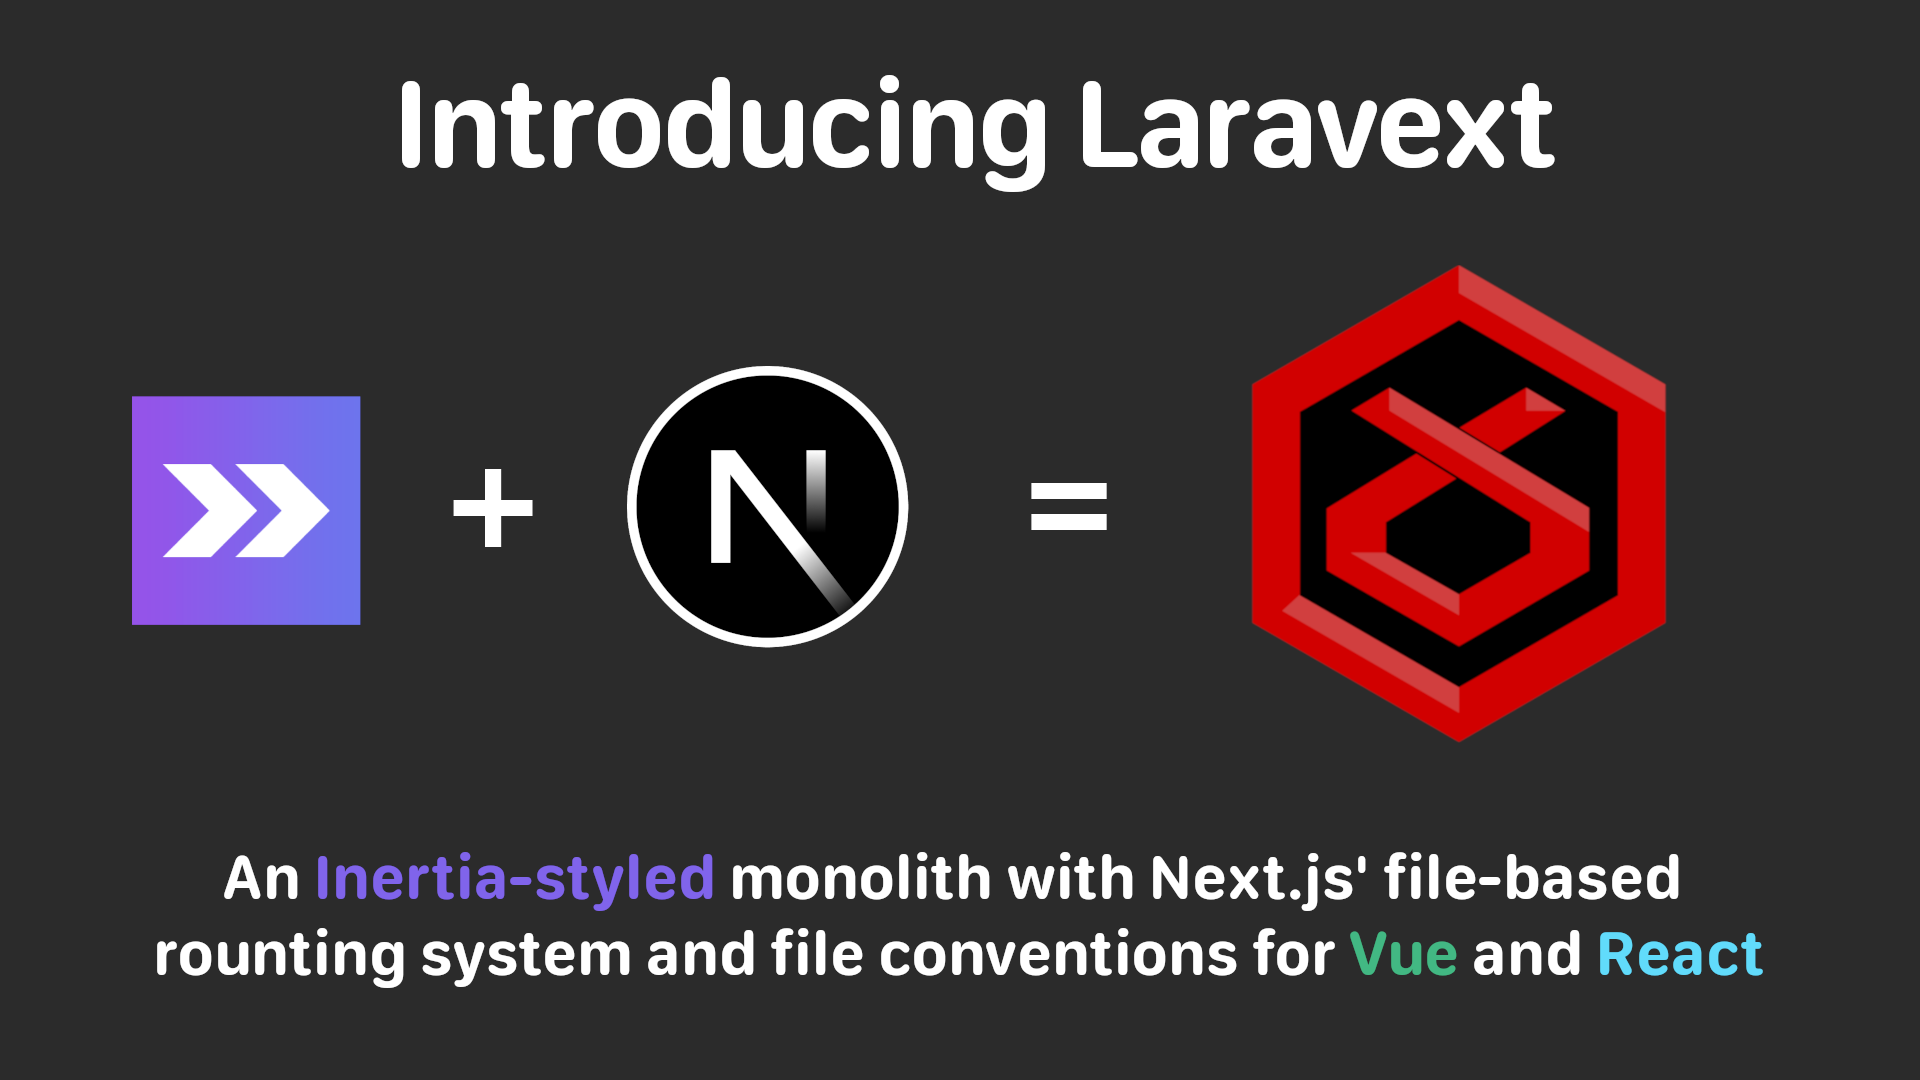 Introducing Laravext
+ =
An Inertia-styled monolith with Next.js' file-based
rounting system and file conventions for Vue and React